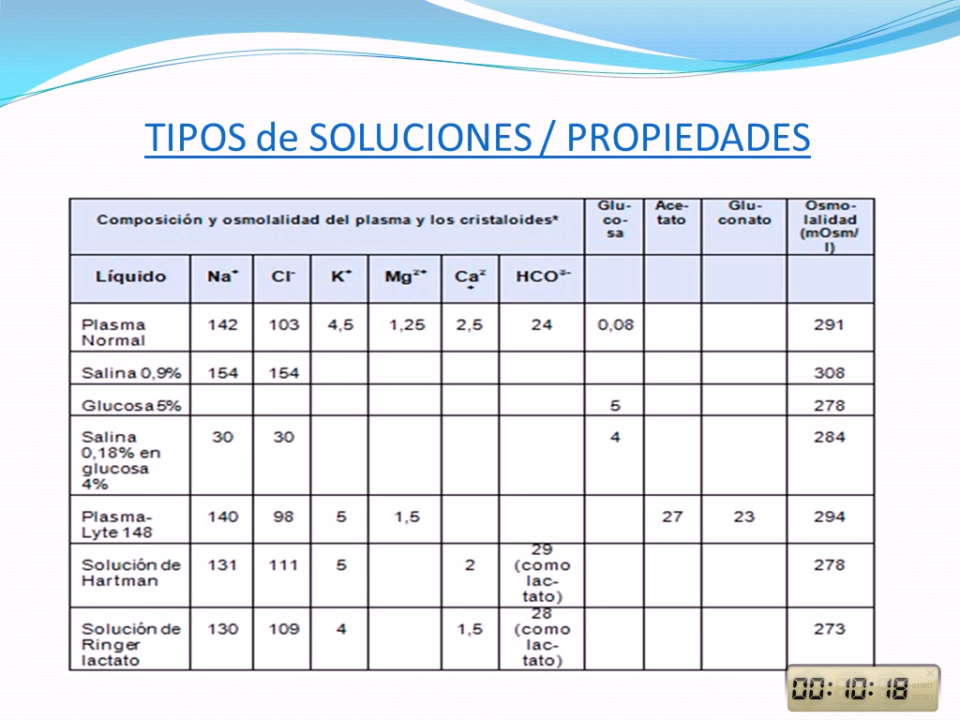 TIPOS de SOLUCIONES / PROPIEDADES
Composición y osmolalidad del plasma y los cristaloides* Glu-co-sa Ace-tato Glu-conato Osmo-lalidad (mOsm/l)
Líquido Na⁺ Cl⁻ K⁺ Mg²⁺ Ca²⁺ HCO³⁻
Plasma Normal 142 103 4,5 1,25 2,5 24 0,08 291
Salina 0,9% 154 154 308
Glucosa 5% 5 278
Salina 0,18% en glucosa 4% 30 30 4 284
Plasma-Lyte 148 140 98 5 1,5 27 23 294
Solución de Hartman 131 111 5 2 29 (como lac-tato) 278
Solución de Ringer lactato 130 109 4 1,5 28 (como lac-tato) 273
00:10:18